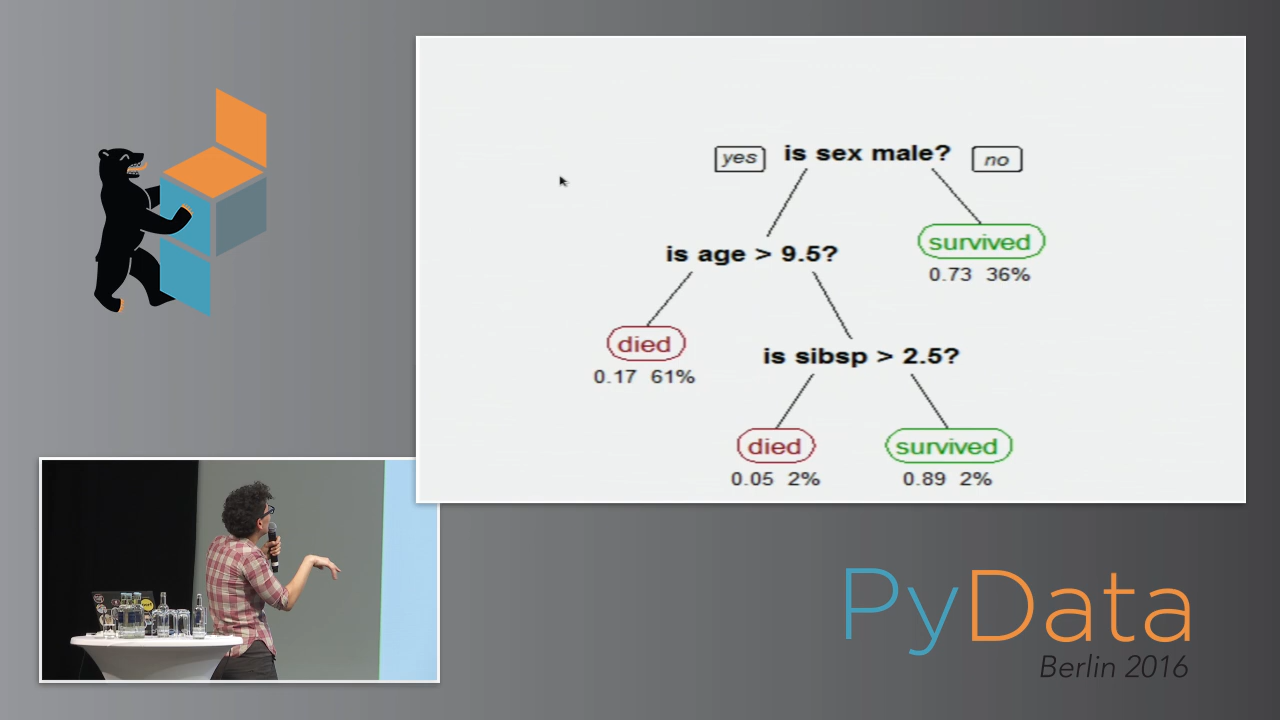 yes is sex male? no
is age > 9.5?
survived
0.73 36%
died
0.17 61%
is sibsp > 2.5?
died
0.05 2%
survived
0.89 2%
PyData
Berlin 2016